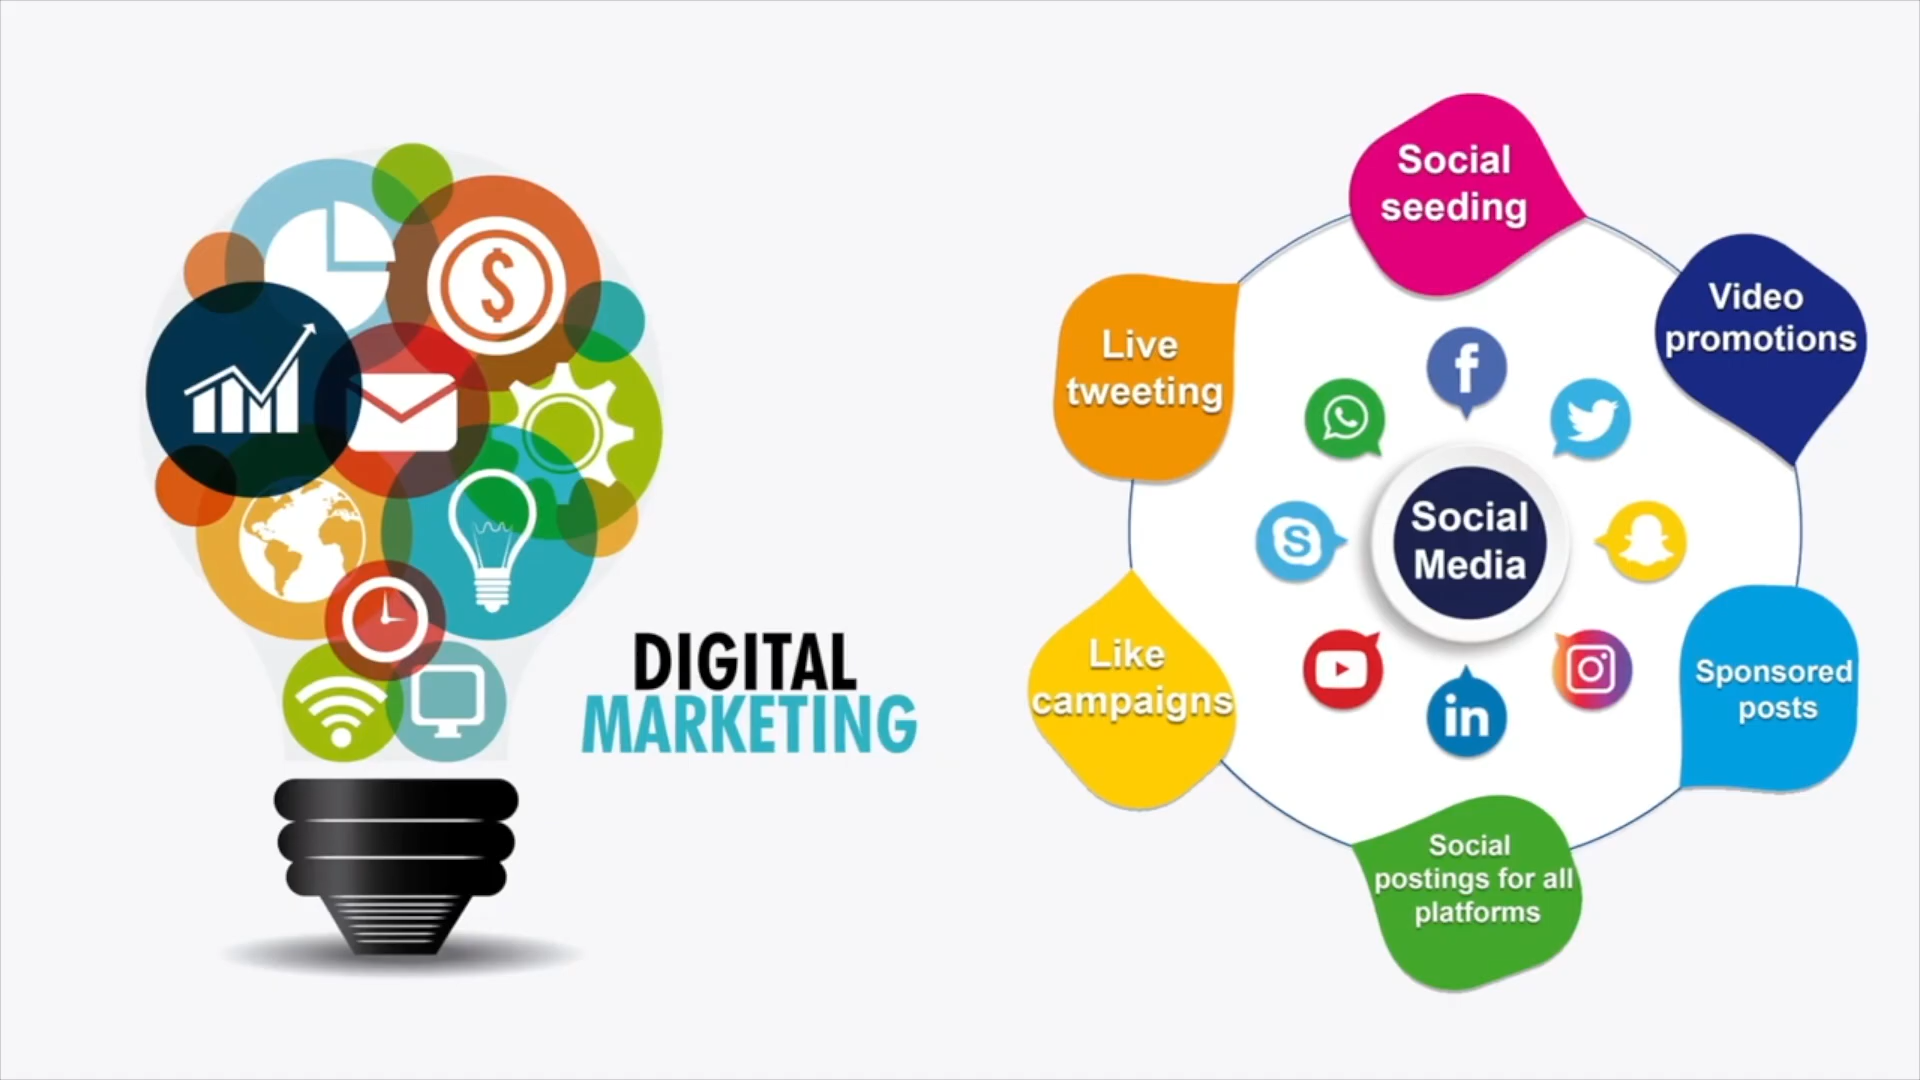 DIGITAL
MARKETING
Social
seeding
Video
promotions
Live
tweeting
Social
Media
Like
campaigns
Sponsored
posts
Social
postings for all
platforms
$
f
S
in